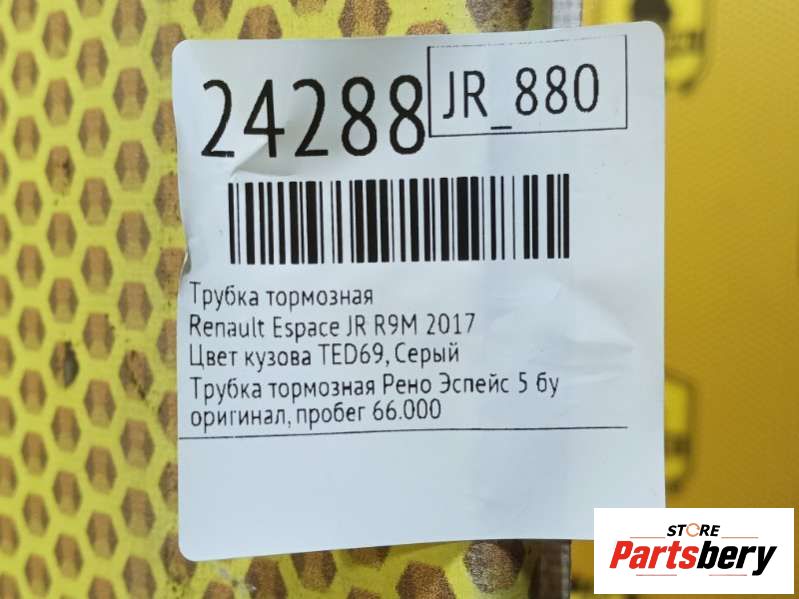 24288
JR_880
Трубка тормозная
Renault Espace JR R9M 2017
Цвет кузова TED69, Серый
Трубка тормозная Рено Эспейс 5 бу
оригинал, пробег 66.000
STORE
Partsbery